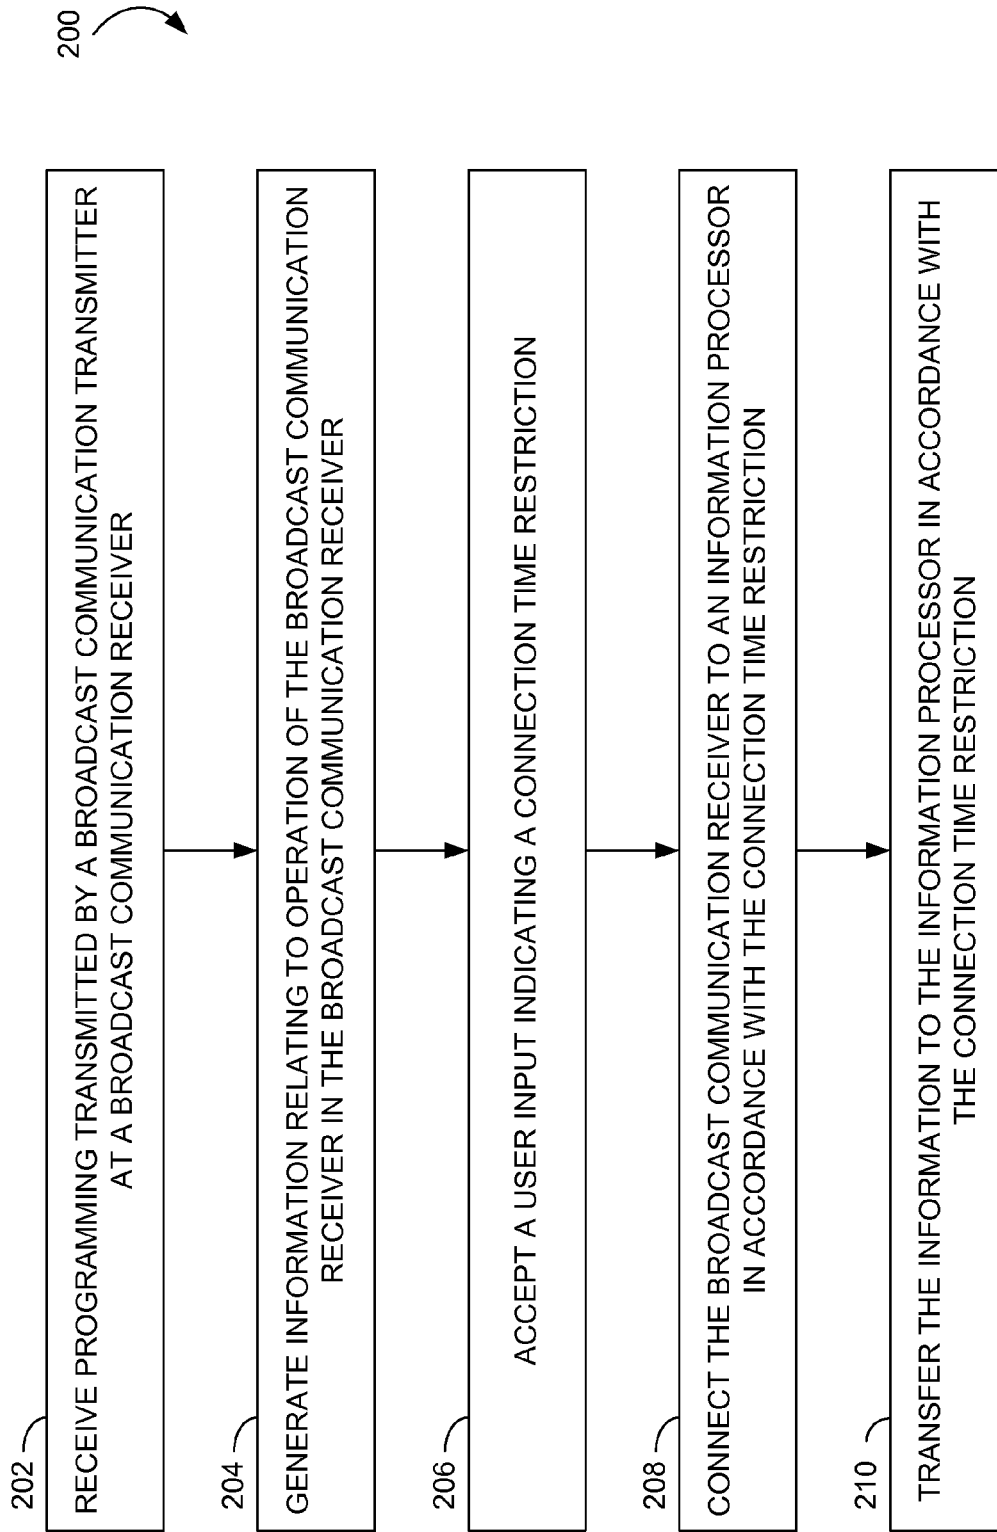 200
202
RECEIVE PROGRAMMING TRANSMITTED BY A BROADCAST COMMUNICATION TRANSMITTER
AT A BROADCAST COMMUNICATION RECEIVER
204
GENERATE INFORMATION RELATING TO OPERATION OF THE BROADCAST COMMUNICATION
RECEIVER IN THE BROADCAST COMMUNICATION RECEIVER
206
ACCEPT A USER INPUT INDICATING A CONNECTION TIME RESTRICTION
208
CONNECT THE BROADCAST COMMUNICATION RECEIVER TO AN INFORMATION PROCESSOR
IN ACCORDANCE WITH THE CONNECTION TIME RESTRICTION
210
TRANSFER THE INFORMATION TO THE INFORMATION PROCESSOR IN ACCORDANCE WITH
THE CONNECTION TIME RESTRICTION